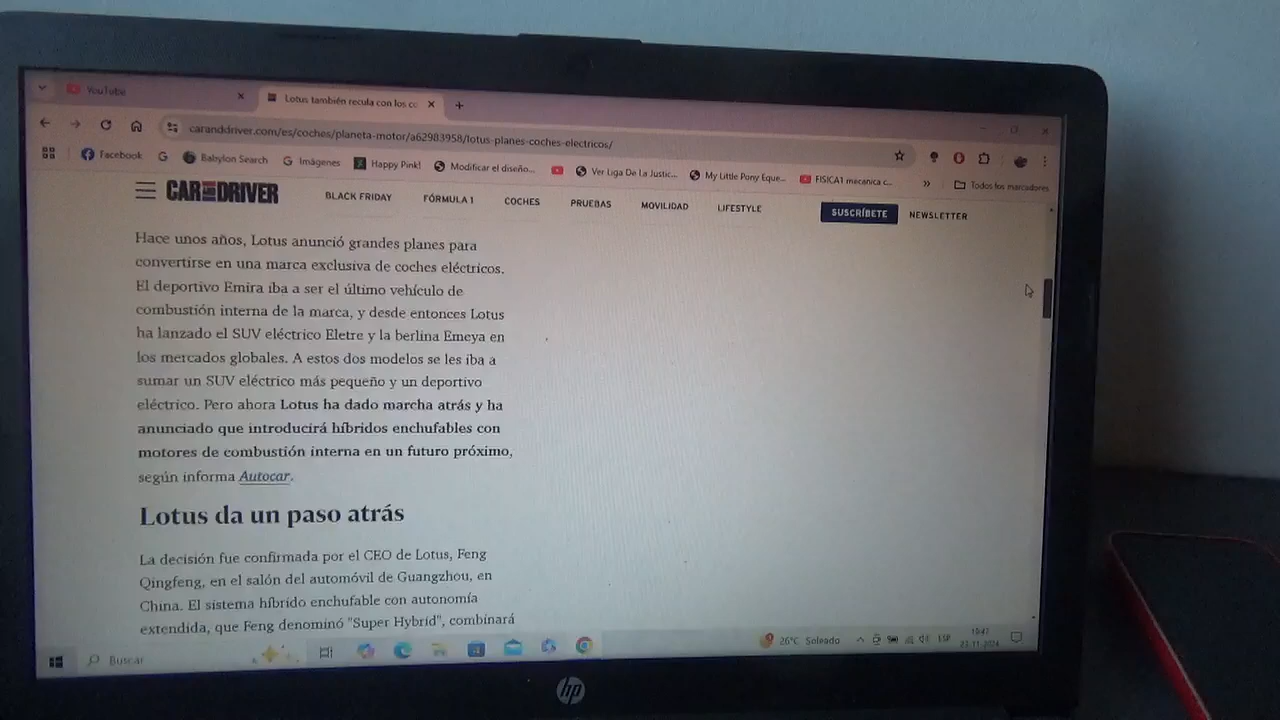 YouTube
Lotus también recula con los cc
caranddriver.com/es/coches/planeta-motor/a62983958/lotus-planes-coches-electricos/
Facebook
Babylon Search
Imágenes
Happy Pink!
Modificar el diseño...
Ver Liga De La Justic...
My Little Pony Eque...
FISICA1 mecanica c...
Todos los marcadores
CAR AND DRIVER
BLACK FRIDAY
FÓRMULA 1
COCHES
PRUEBAS
MOVILIDAD
LIFESTYLE
SUSCRÍBETE
NEWSLETTER
Hace unos años, Lotus anunció grandes planes para
convertirse en una marca exclusiva de coches eléctricos.
El deportivo Emira iba a ser el último vehículo de
combustión interna de la marca, y desde entonces Lotus
ha lanzado el SUV eléctrico Eletre y la berlina Emeya en
los mercados globales. A estos dos modelos se les iba a
sumar un SUV eléctrico más pequeño y un deportivo
eléctrico. Pero ahora Lotus ha dado marcha atrás y ha
anunciado que introducirá híbridos enchufables con
motores de combustión interna en un futuro próximo,
según informa Autocar.
Lotus da un paso atrás
La decisión fue confirmada por el CEO de Lotus, Feng
Qingfeng, en el salón del automóvil de Guangzhou, en
China. El sistema híbrido enchufable con autonomía
extendida, que Feng denominó "Super Hybrid", combinará
Buscar
26°C Soleado
ESP
hp